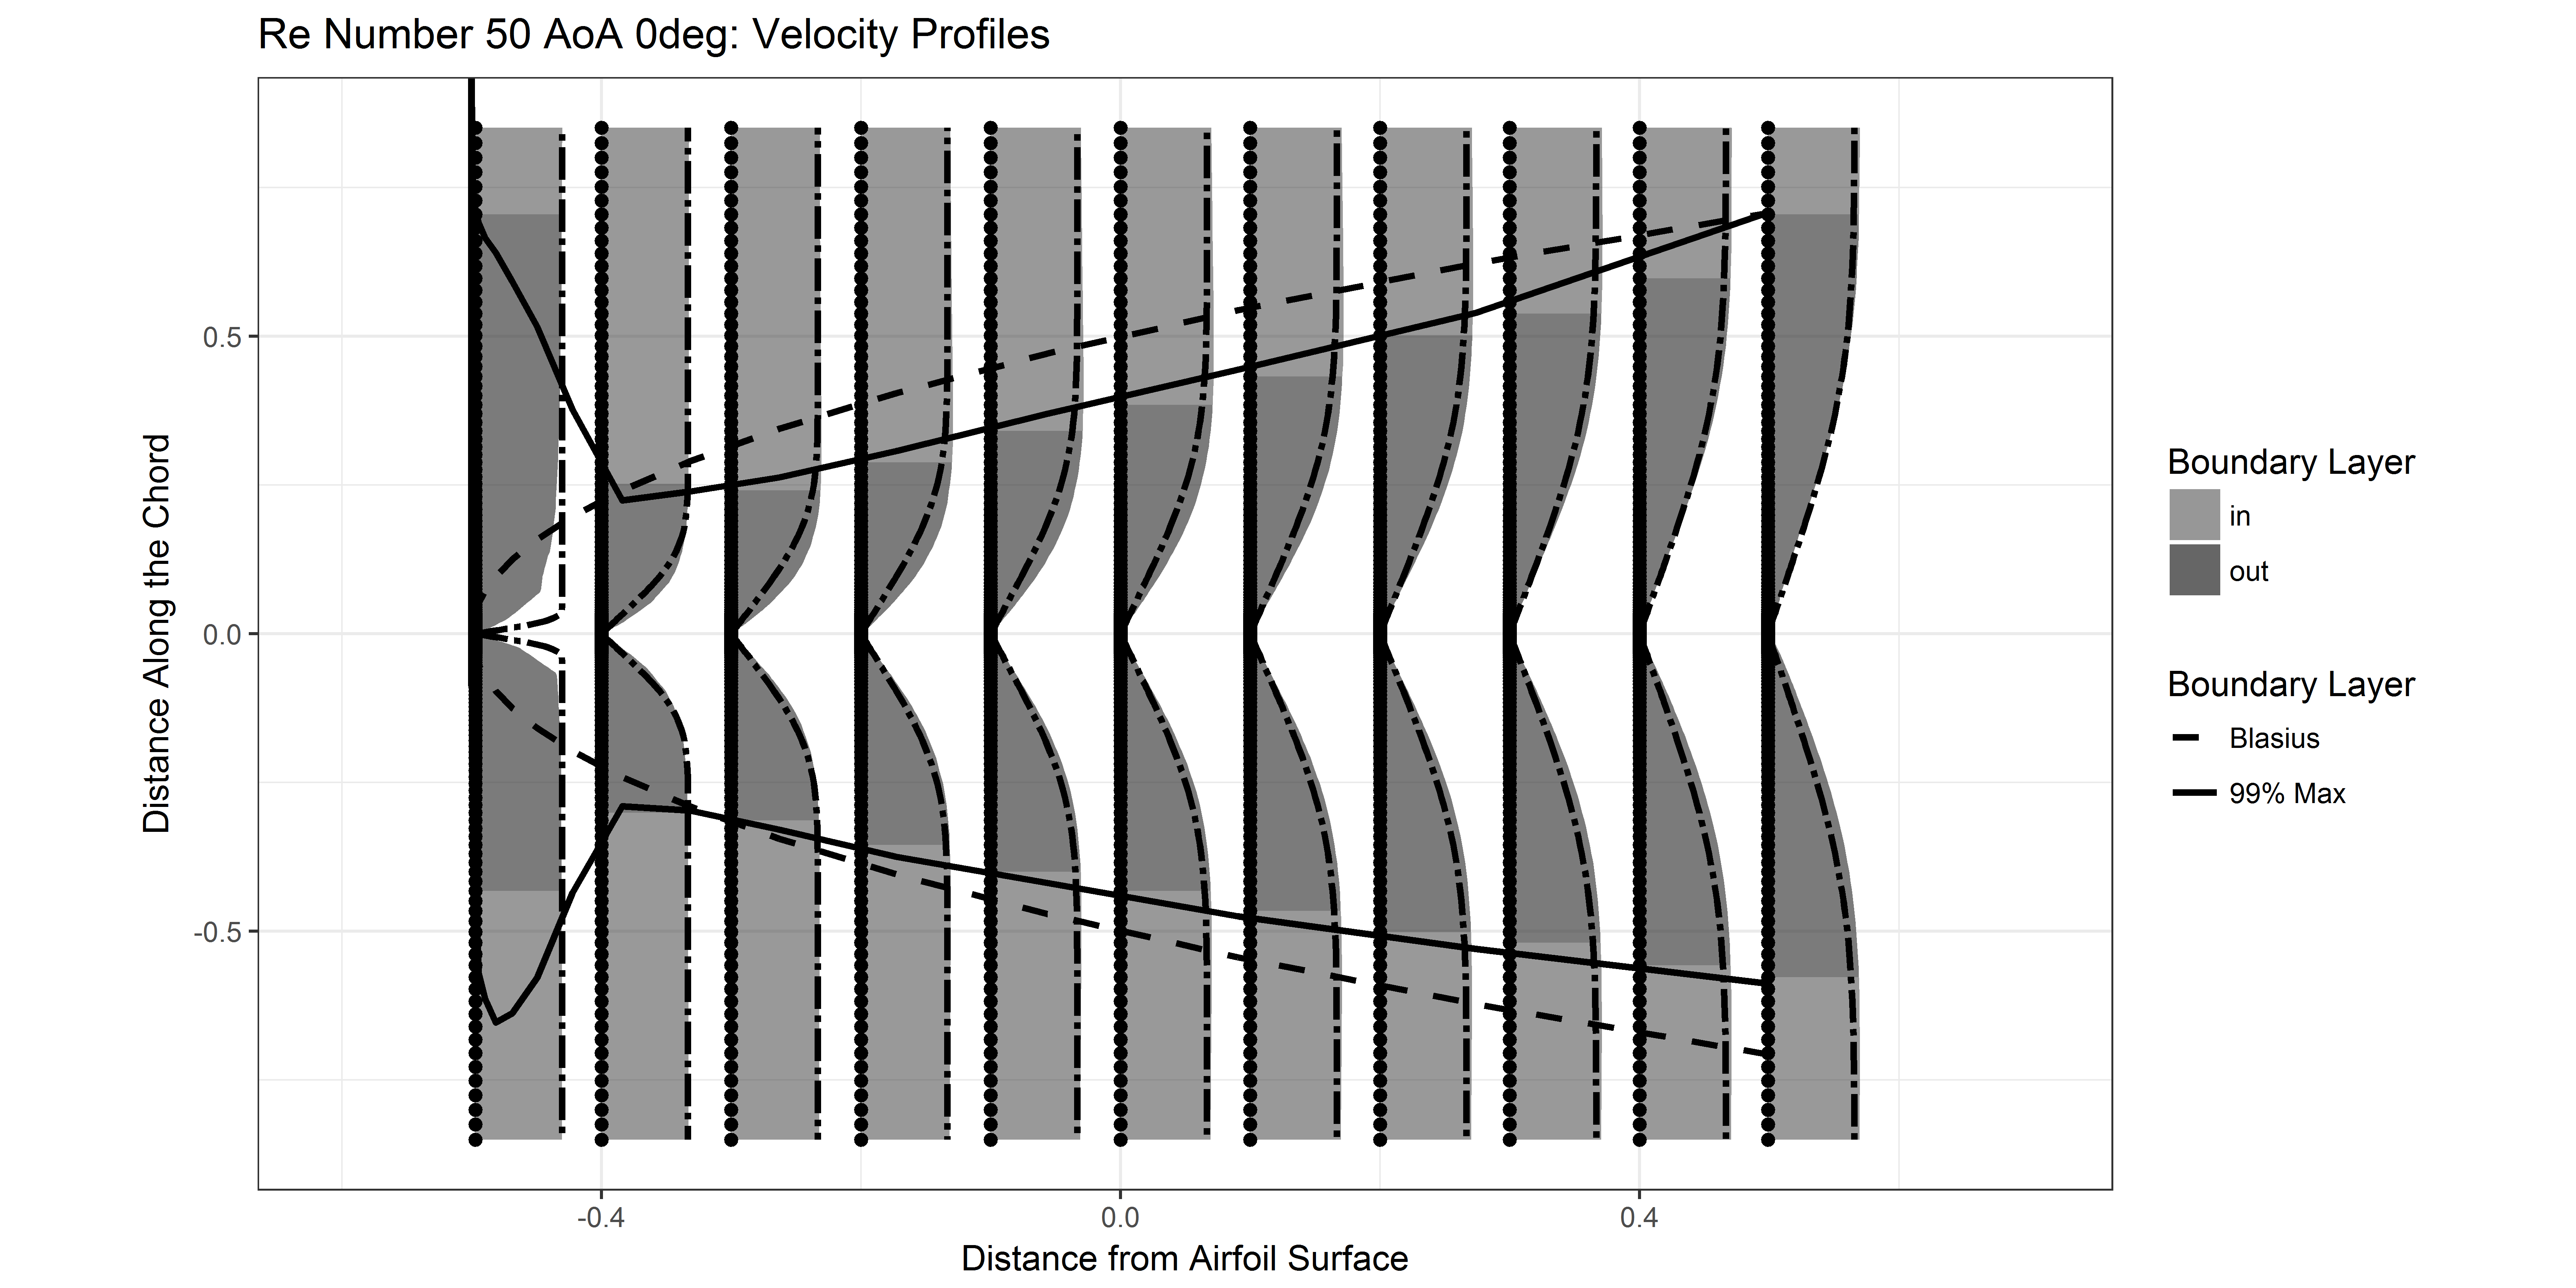 Re Number 50 AoA 0deg: Velocity Profiles
Distance Along the Chord
0.5
0.0
-0.5
-0.4
0.0
0.4
Distance from Airfoil Surface
Boundary Layer
in
out
Boundary Layer
Blasius
99% Max